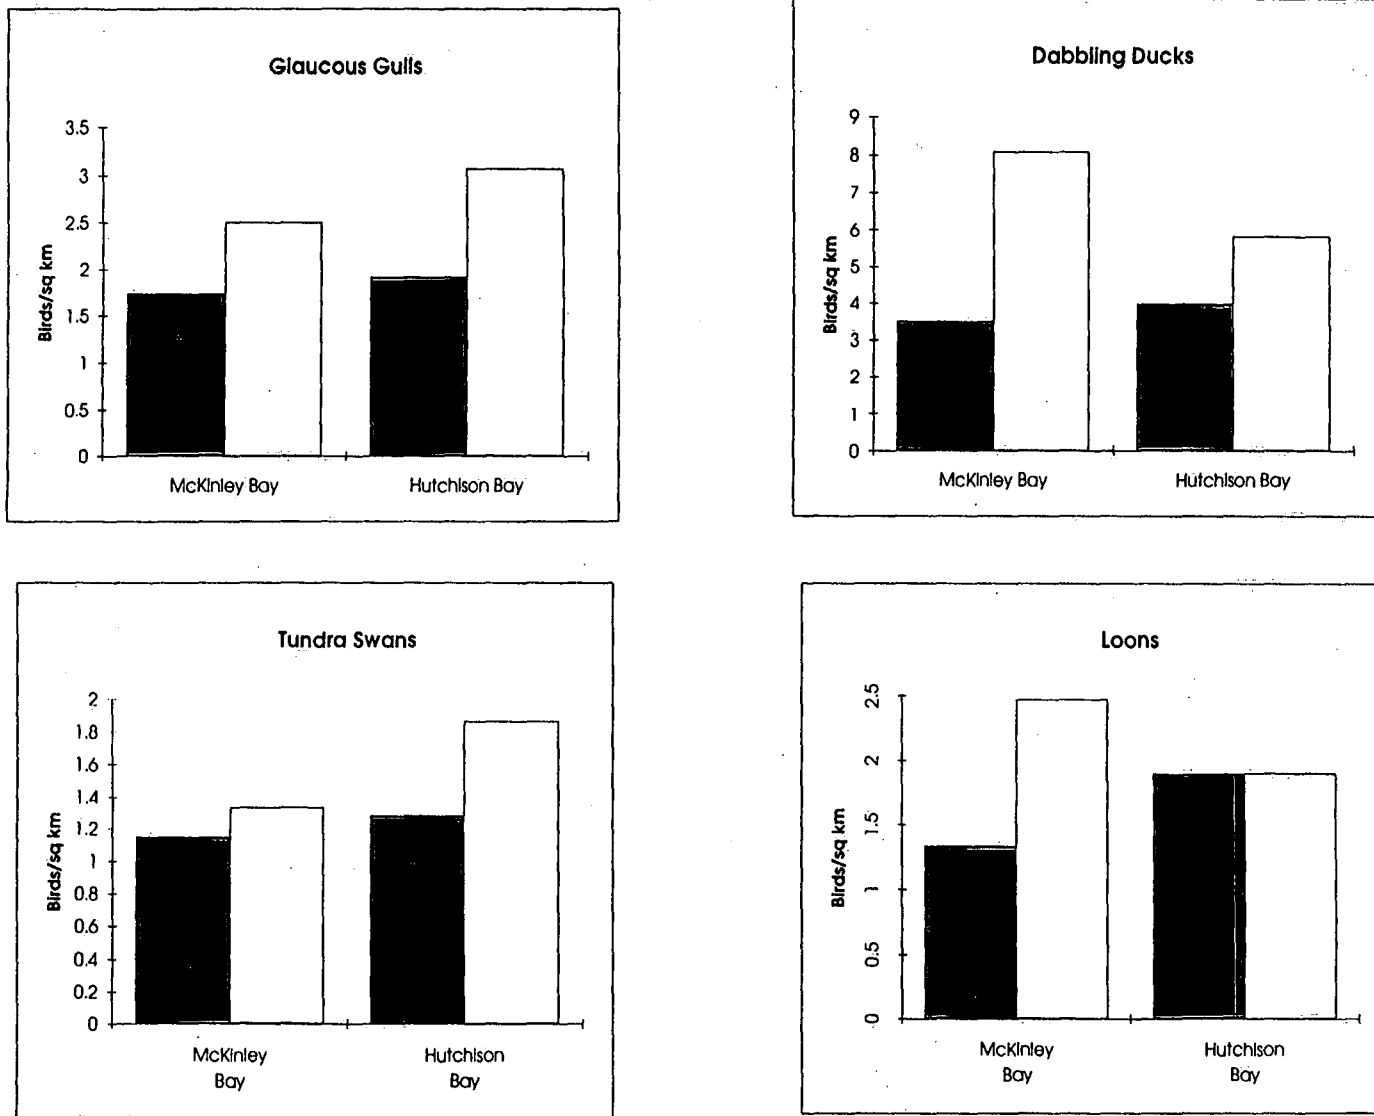 Glaucous Gulls
3.5
3
2.5
2
1.5
1
0.5
0
Birds/sq km
McKinley Bay
Hutchison Bay
Dabbling Ducks
9
8
7
6
5
4
3
2
1
0
Birds/sq km
McKinley Bay
Hutchison Bay
Tundra Swans
2
1.8
1.6
1.4
1.2
1
0.8
0.6
0.4
0.2
0
Birds/sq km
McKinley
Bay
Hutchison
Bay
Loons
2.5
2
1.5
1
0.5
0
Birds/sq km
McKinley
Bay
Hutchison
Bay